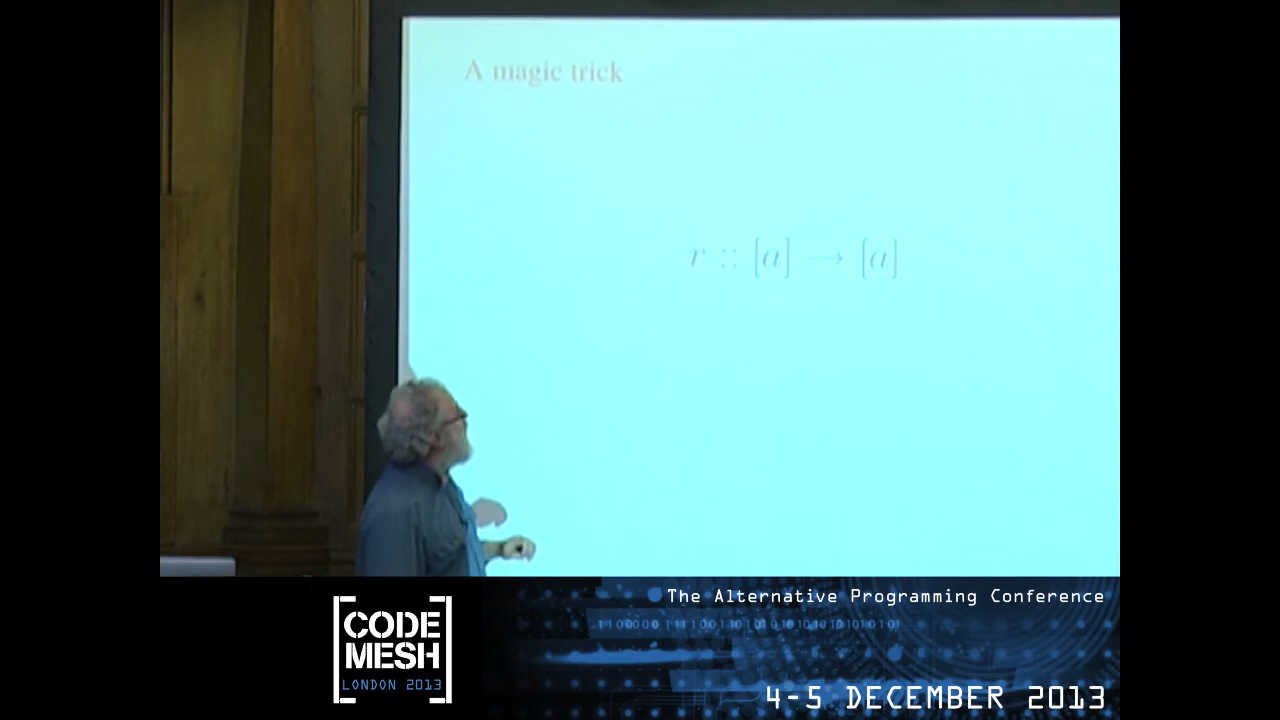 A magic trick
r :: [a] → [a]
The Alternative Programming Conference
CODE
MESH
LONDON 2013
4-5 DECEMBER 2013